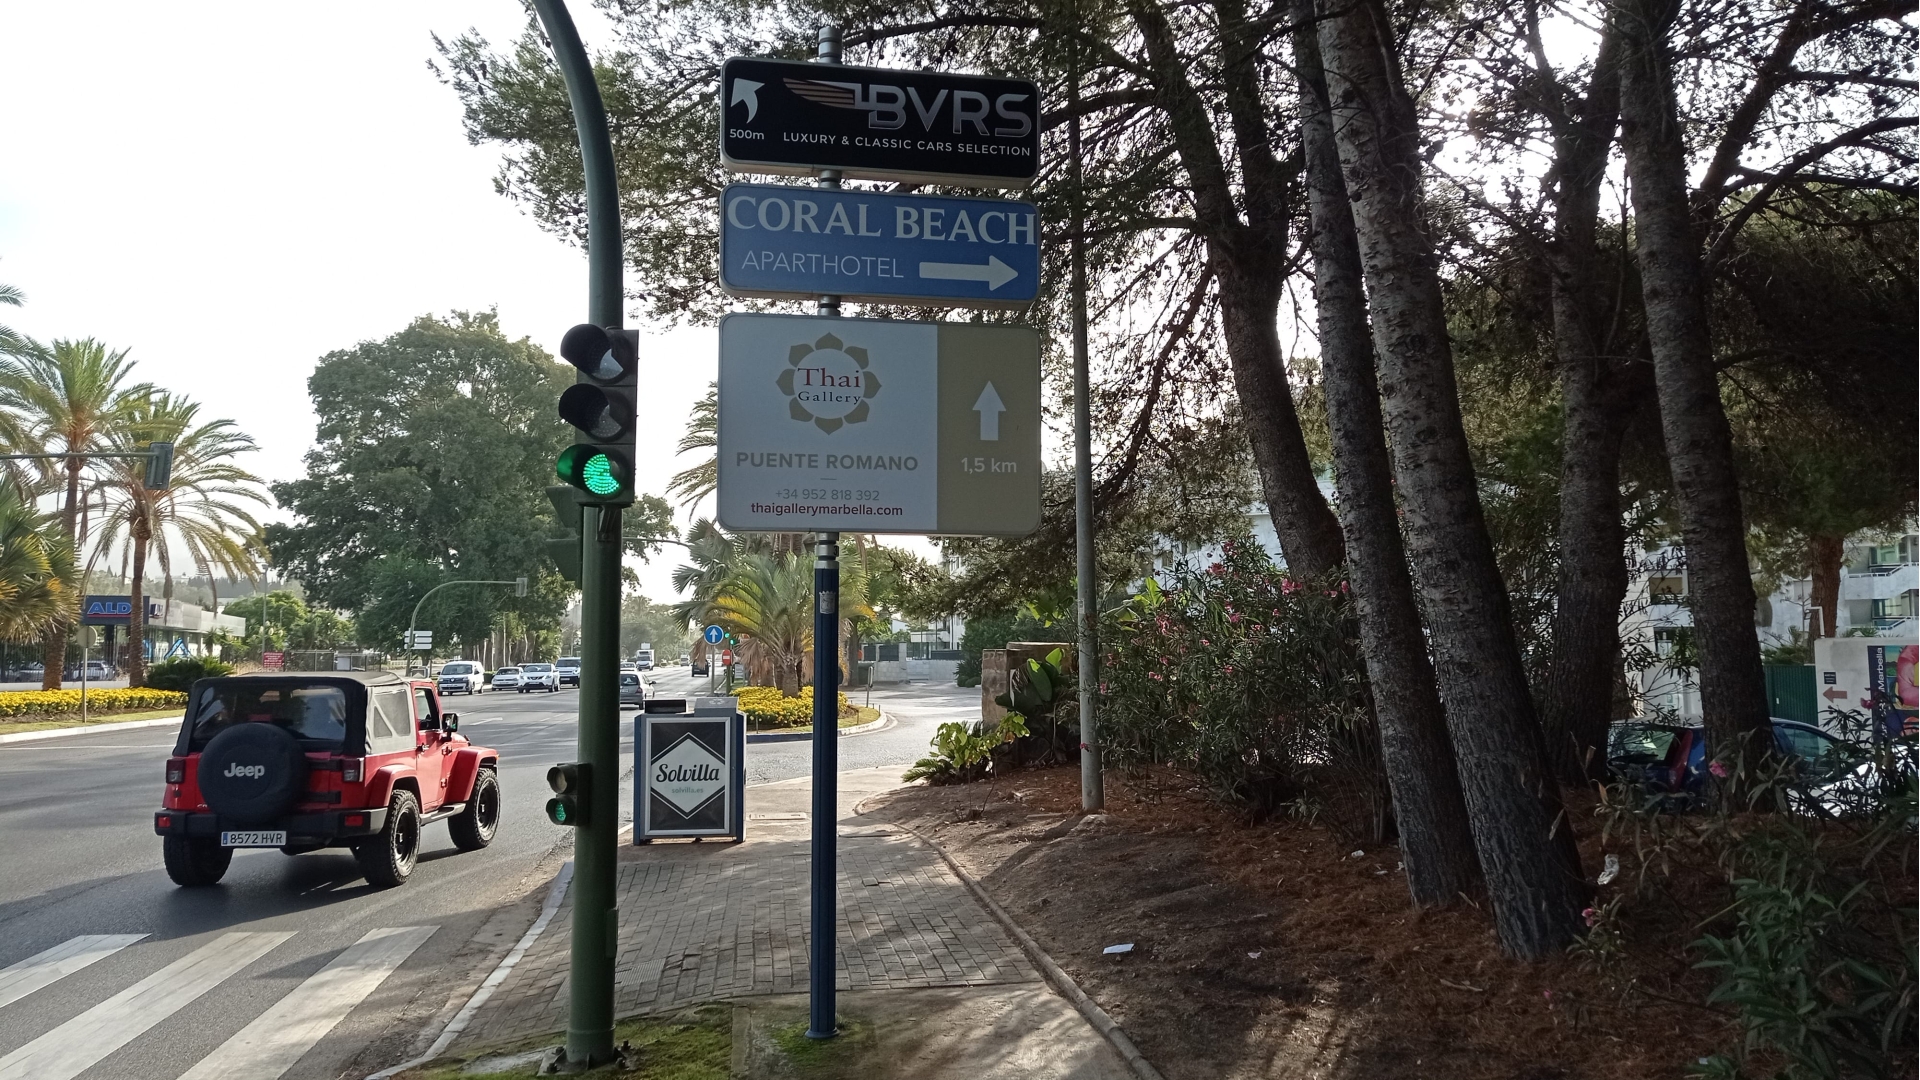 BVRS
500m
LUXURY & CLASSIC CARS SELECTION
CORAL BEACH
APARTHOTEL
Thai
Gallery
PUENTE ROMANO
1,5 km
+34 952 818 392
thaigallerymarbella.com
ALDI
Jeep
8572 HVR
Solvilla
solvilla.es
Marbella